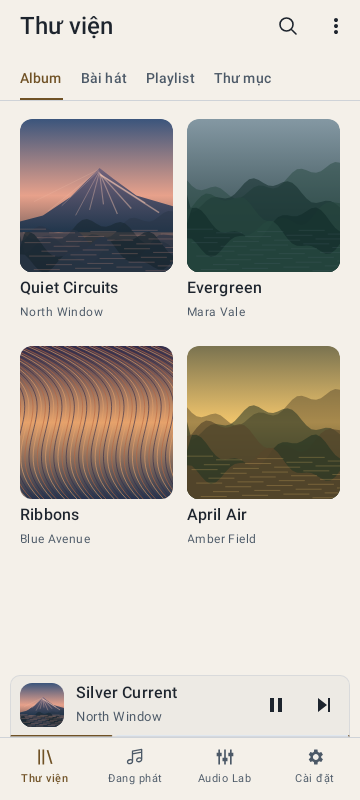 Thư viện
Album Bài hát Playlist Thư mục
Quiet Circuits
North Window
Evergreen
Mara Vale
Ribbons
Blue Avenue
April Air
Amber Field
Silver Current
North Window
Thư viện Đang phát Audio Lab Cài đặt